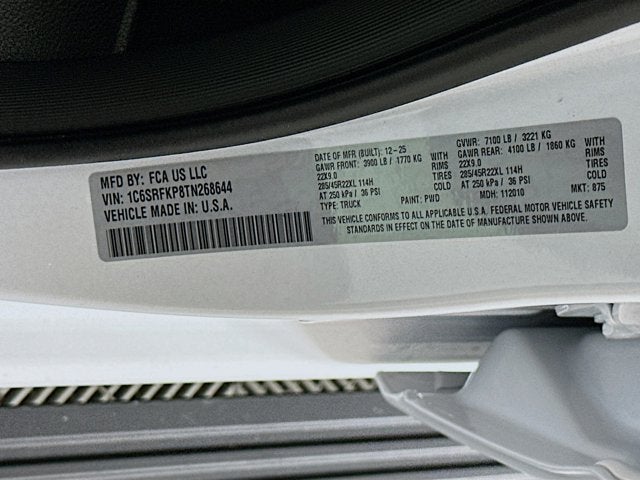 MFD BY: FCA US LLC
VIN: 1C6SRFKP8TN268644
VEHICLE MADE IN: U.S.A.
DATE OF MFR (BUILT): 12-25 GVWR: 7100 LB / 3221 KG
GAWR FRONT: 3900 LB / 1770 KG WITH GAWR REAR: 4100 LB / 1860 KG WITH
22X9.0 RIMS 22X9.0 RIMS
285/45R22XL 114H TIRES 285/45R22XL 114H TIRES
AT 250 kPa / 36 PSI COLD AT 250 kPa / 36 PSI COLD
TYPE: TRUCK PAINT: PWD MDH: 112010 MKT: 875
THIS VEHICLE CONFORMS TO ALL APPLICABLE U.S.A. FEDERAL MOTOR VEHICLE SAFETY
STANDARDS IN EFFECT ON THE DATE OF MANUFACTURE SHOWN ABOVE.